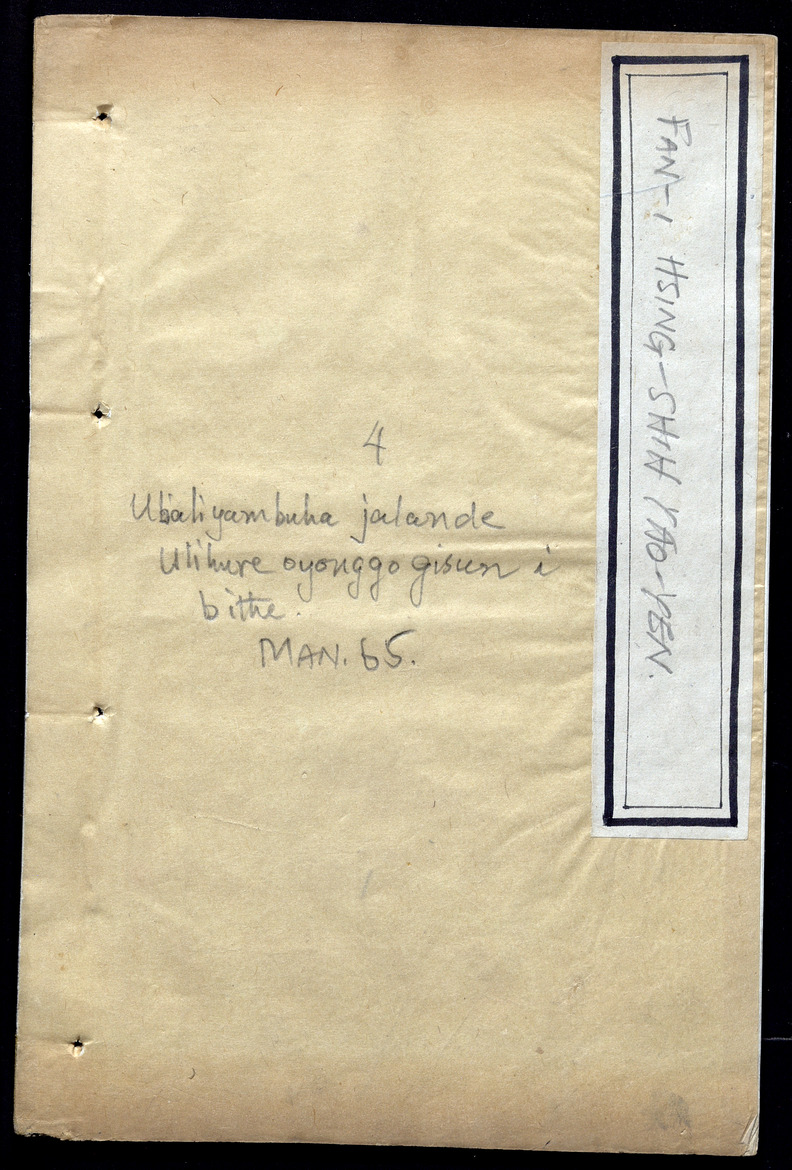 FAN-I HSING-SHIH YAO-YEN.
4
Ubaliyambuha jalande
Ulihure oyonggo gisun i
bithe.
MAN. 65.